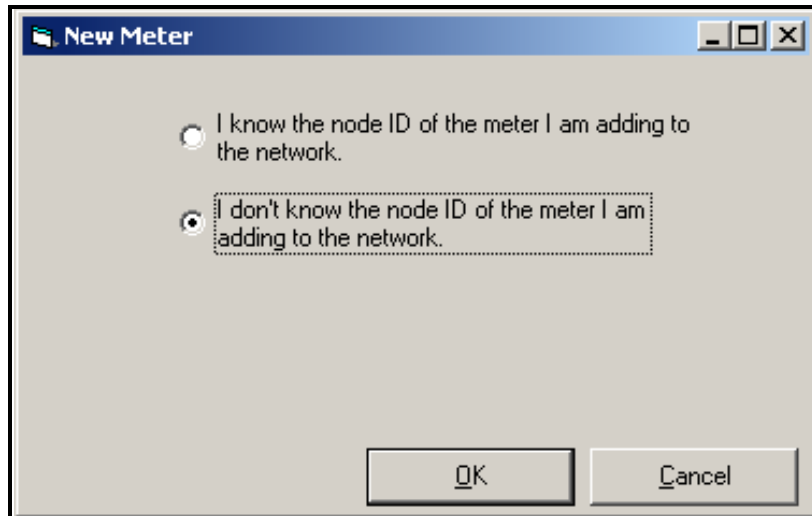 New Meter
I know the node ID of the meter I am adding to
the network.
I don't know the node ID of the meter I am
adding to the network.
OK Cancel